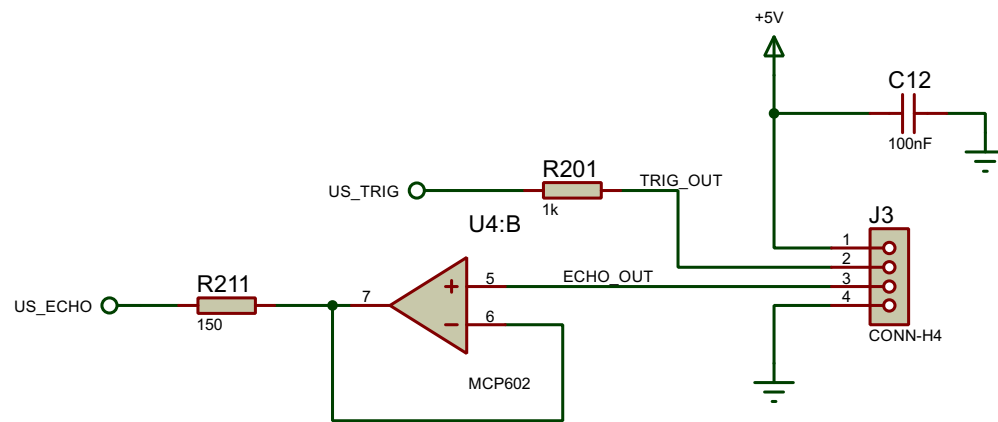 +5V
C12
100nF
R201
TRIG_OUT
US_TRIG
1k
J3
U4:B
1
2
R211
5
ECHO_OUT
3
US_ECHO
7
+
4
150
−
6
CONN-H4
MCP602